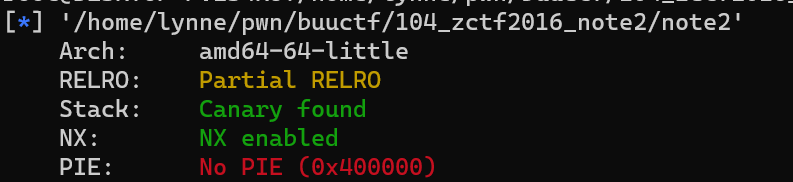 [*] '/home/lynne/pwn/buuctf/104_zctf2016_note2/note2'
Arch: amd64-64-little
RELRO: Partial RELRO
Stack: Canary found
NX: NX enabled
PIE: No PIE (0x400000)